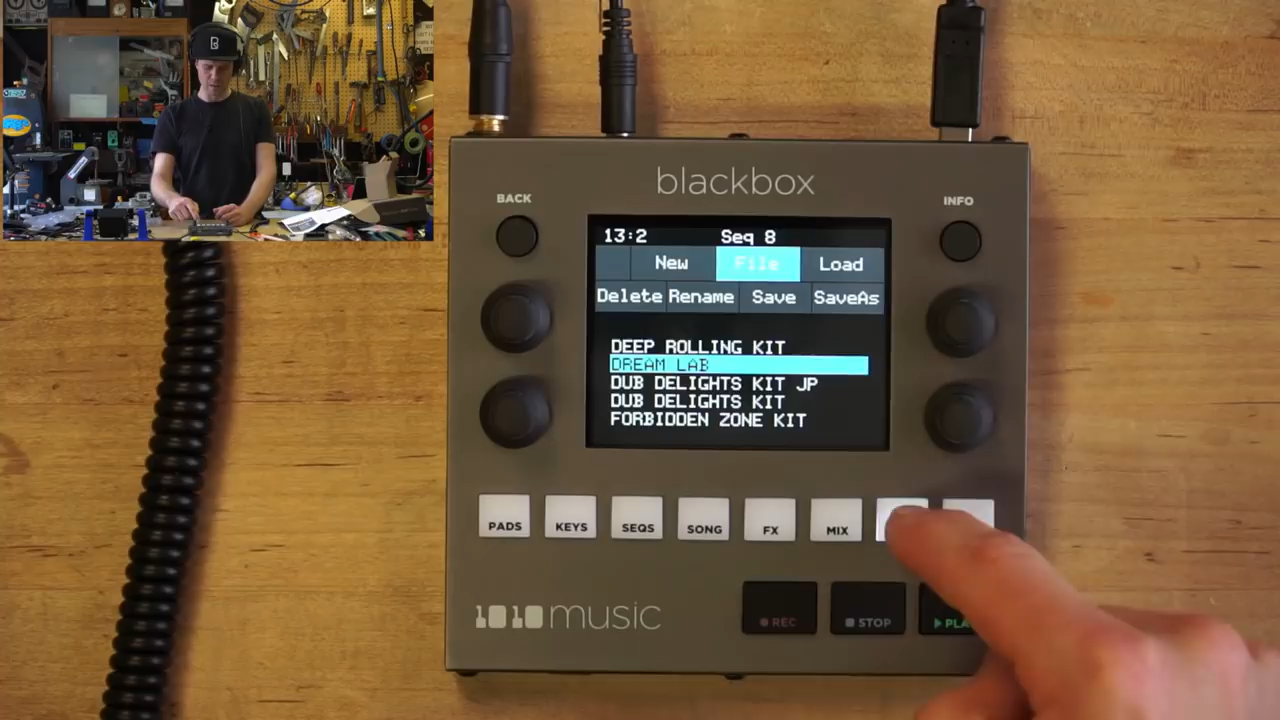 blackbox
BACK
INFO
13:2 Seq 8
New File Load
Delete Rename Save SaveAs
DEEP ROLLING KIT
DREAM LAB
DUB DELIGHTS KIT JP
DUB DELIGHTS KIT
FORBIDDEN ZONE KIT
PADS KEYS SEQS SONG FX MIX
1010music
REC STOP